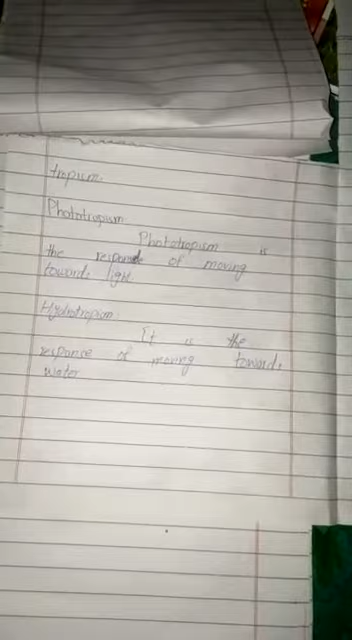 tropism
Phototropism
Phototropism is
the response of moving
towards light
Hydrotropism
It is the
response of moving towards
water